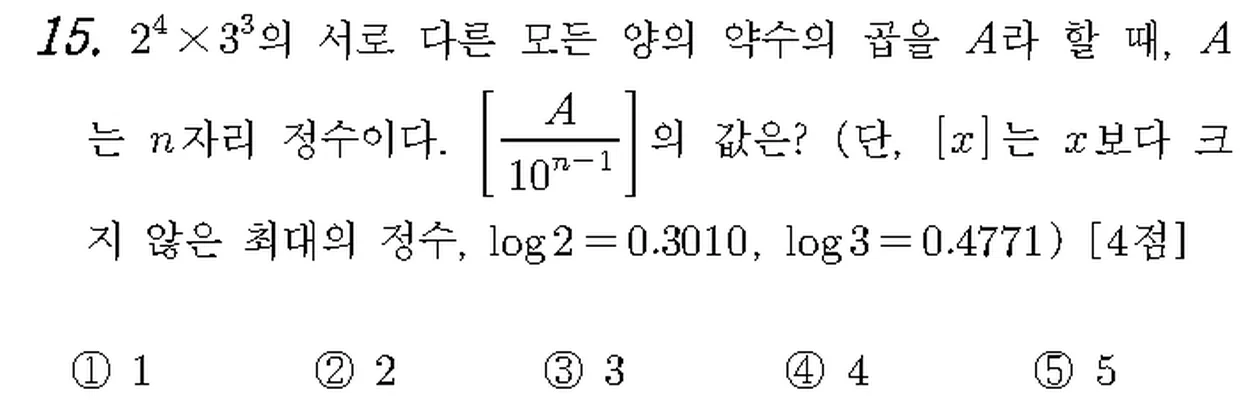 15. 2⁴×3³의 서로 다른 모든 양의 약수의 곱을 A라 할 때, A
는 n자리 정수이다. [A/10ⁿ⁻¹]의 값은? (단, [x]는 x보다 크
지 않은 최대의 정수, log2=0.3010, log3=0.4771) [4점]
① 1 ② 2 ③ 3 ④ 4 ⑤ 5